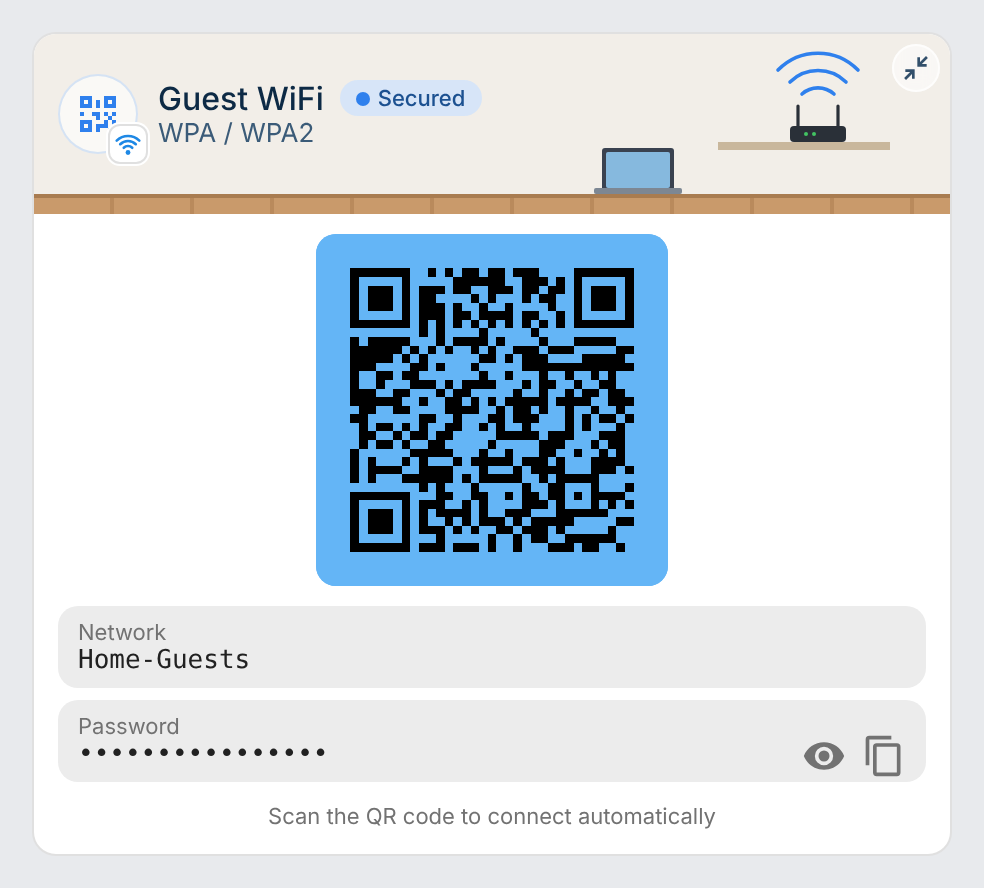 Guest WiFi
Secured
WPA / WPA2
Network
Home-Guests
Password
••••••••••••••••
Scan the QR code to connect automatically